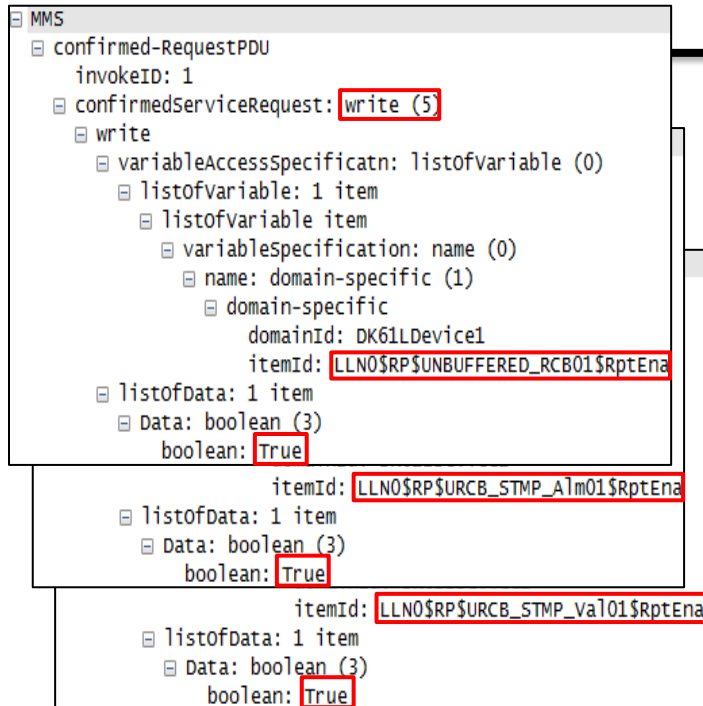 MMS
confirmed-RequestPDU
invokeID: 1
confirmedServiceRequest: write (5)
write
variableAccessSpecificatn: listOfVariable (0)
listOfVariable: 1 item
listOfVariable item
variableSpecification: name (0)
name: domain-specific (1)
domain-specific
domainId: DK61LDevice1
itemId: LLN0$RP$UNBUFFERED_RCB01$RptEna
listOfData: 1 item
Data: boolean (3)
boolean: True
itemId: LLN0$RP$URCB_STMP_Alm01$RptEna
listOfData: 1 item
Data: boolean (3)
boolean: True
itemId: LLN0$RP$URCB_STMP_Val01$RptEna
listOfData: 1 item
Data: boolean (3)
boolean: True